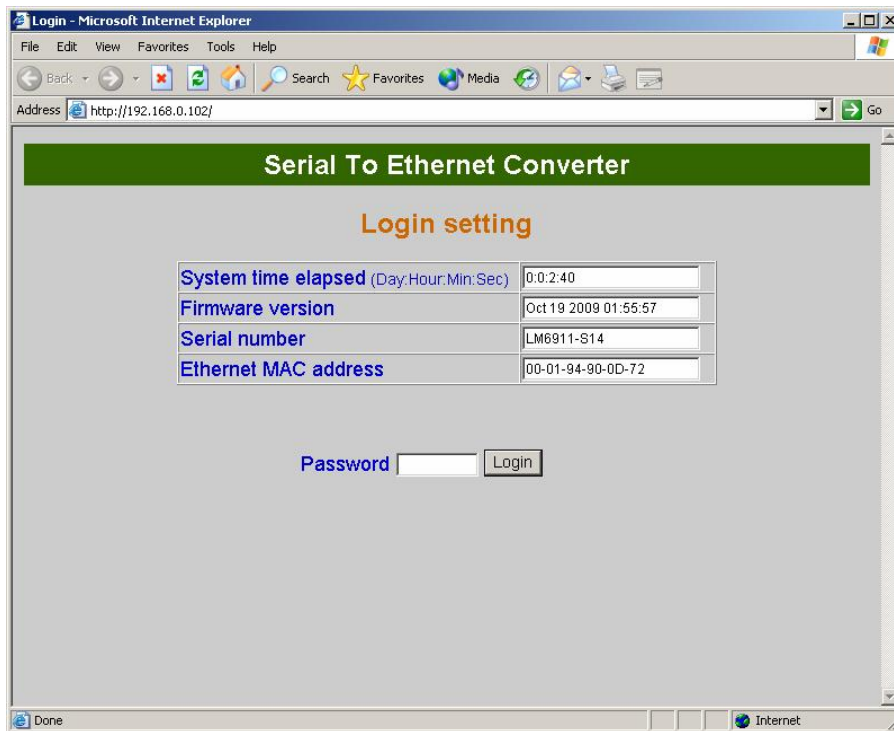 Login - Microsoft Internet Explorer
File Edit View Favorites Tools Help
Back Search Favorites Media
Address http://192.168.0.102/ Go
Serial To Ethernet Converter
Login setting
System time elapsed (Day:Hour:Min:Sec) 0:0:2:40
Firmware version Oct 19 2009 01:55:57
Serial number LM6911-S14
Ethernet MAC address 00-01-94-90-0D-72
Password Login
Done Internet